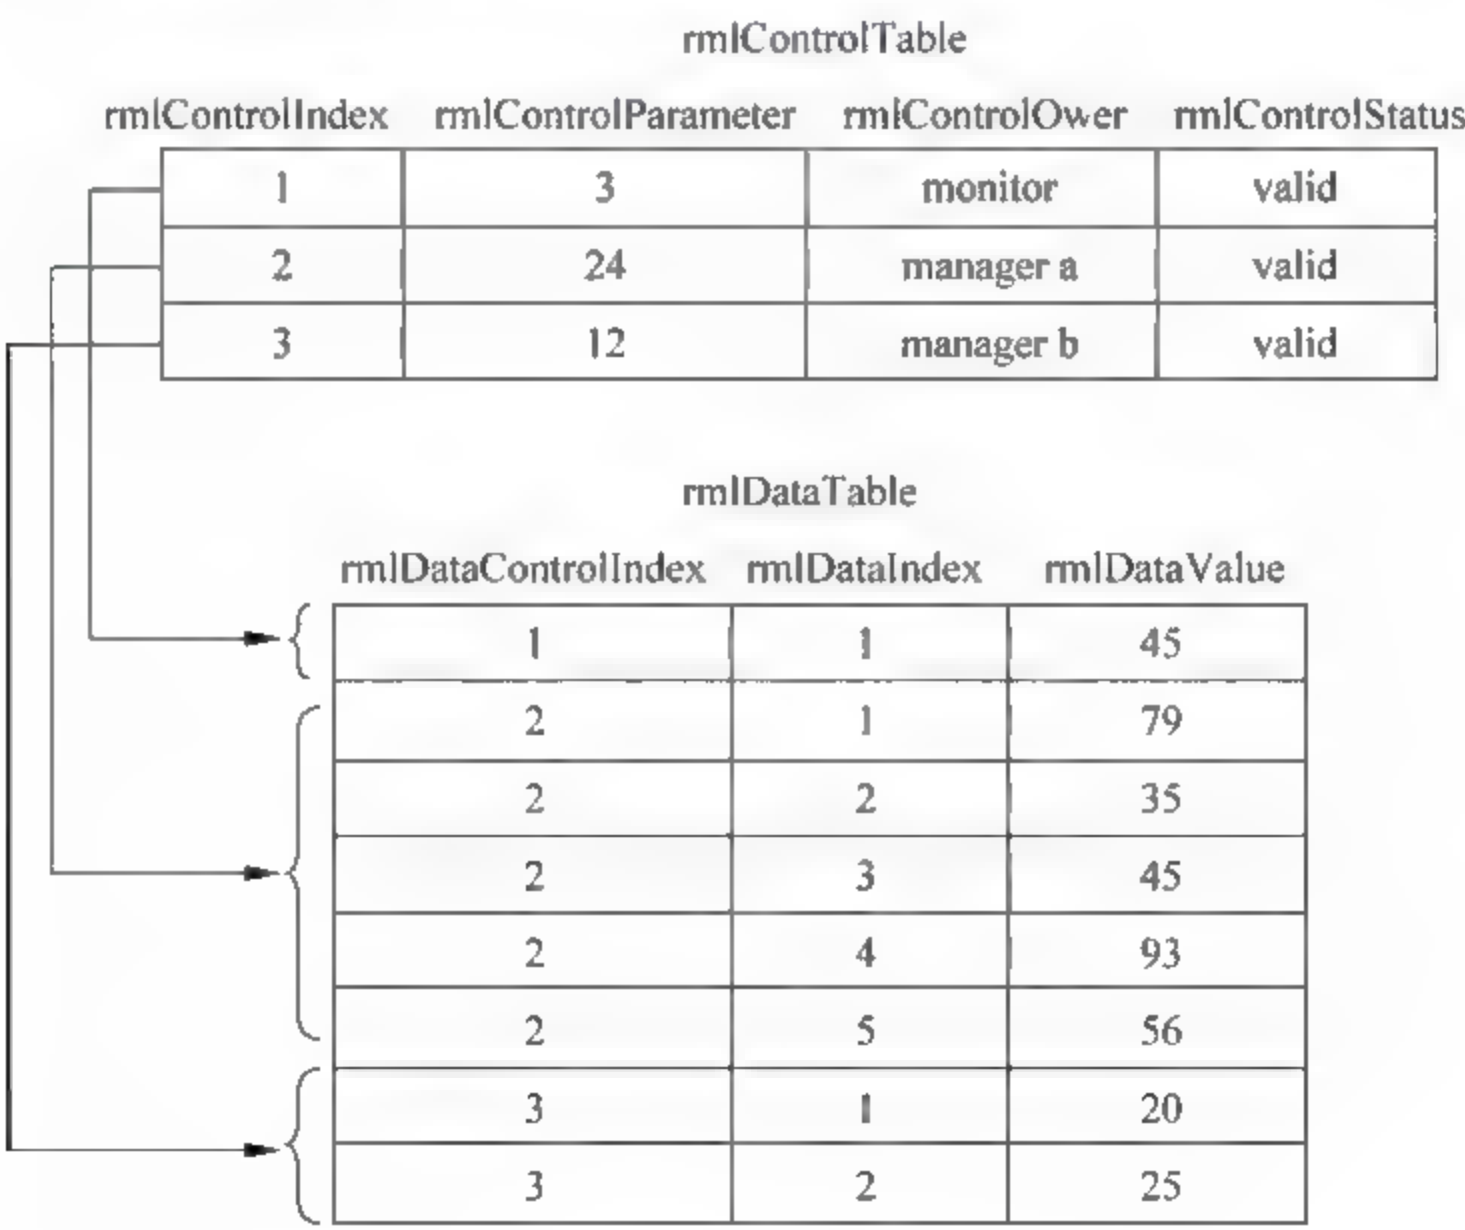 rmlControlTable
rmlControlIndex rmlControlParameter rmlControlOwer rmlControlStatus
1 3 monitor valid
2 24 manager a valid
3 12 manager b valid
rmlDataTable
rmlDataControlIndex rmlDataIndex rmlDataValue
1 1 45
2 1 79
2 2 35
2 3 45
2 4 93
2 5 56
3 1 20
3 2 25